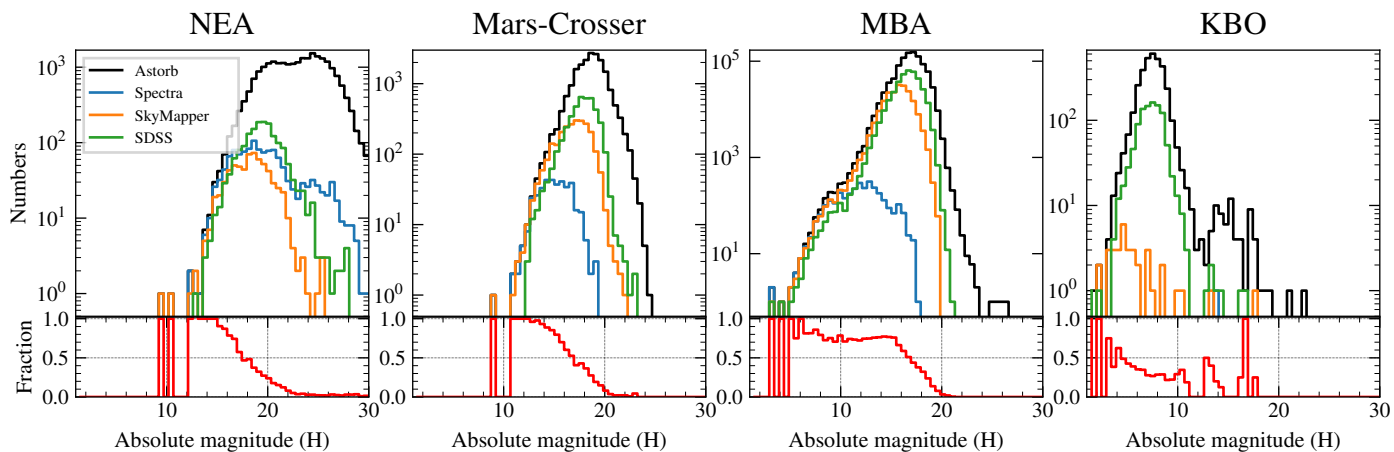 NEA
Mars-Crosser
MBA
KBO
Numbers
10³
10²
10¹
10⁰
Astorb
Spectra
SkyMapper
SDSS
10³
10²
10¹
10⁰
10⁵
10³
10¹
10²
10¹
10⁰
Fraction
1.0
0.5
0.0
1.0
0.5
0.0
1.0
0.5
0.0
1.0
0.5
0.0
10 20 30
10 20 30
10 20 30
10 20 30
Absolute magnitude (H)
Absolute magnitude (H)
Absolute magnitude (H)
Absolute magnitude (H)